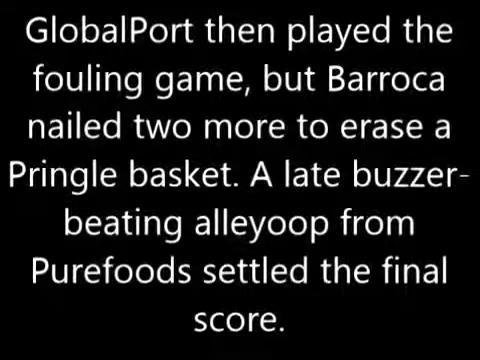 GlobalPort then played the
fouling game, but Barroca
nailed two more to erase a
Pringle basket. A late buzzer-
beating alleyoop from
Purefoods settled the final
score.